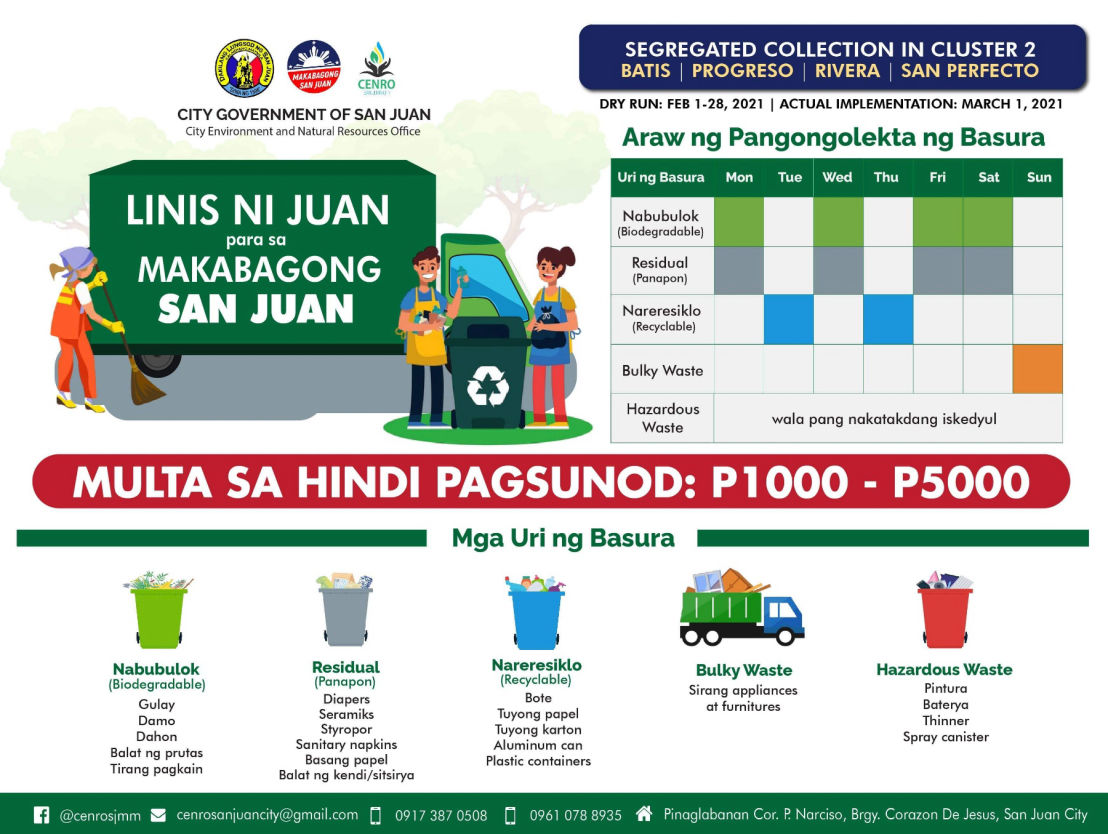 DAKILANG LUNGSOD NG SAN JUAN
MAKABAGONG
SAN JUAN
CENRO
CITY GOVERNMENT OF SAN JUAN
City Environment and Natural Resources Office
SEGREGATED COLLECTION IN CLUSTER 2
BATIS | PROGRESO | RIVERA | SAN PERFECTO
DRY RUN: FEB 1-28, 2021 | ACTUAL IMPLEMENTATION: MARCH 1, 2021
LINIS NI JUAN
para sa
MAKABAGONG
SAN JUAN
Araw ng Pangongolekta ng Basura
Uri ng Basura Mon Tue Wed Thu Fri Sat Sun
Nabubulok
(Biodegradable)
Residual
(Panapon)
Nareresiklo
(Recyclable)
Bulky Waste
Hazardous
Waste
wala pang nakatakdang iskedyul
MULTA SA HINDI PAGSUNOD: P1000 - P5000
Mga Uri ng Basura
Nabubulok
(Biodegradable)
Gulay
Damo
Dahon
Balat ng prutas
Tirang pagkain
Residual
(Panapon)
Diapers
Seramiks
Styropor
Sanitary napkins
Basang papel
Balat ng kendi/sitsirya
Nareresiklo
(Recyclable)
Bote
Tuyong papel
Tuyong karton
Aluminum can
Plastic containers
Bulky Waste
Sirang appliances
at furnitures
Hazardous Waste
Pintura
Baterya
Thinner
Spray canister
@cenrosjmm cenrosanjuancity@gmail.com 0917 387 0508 0961 078 8935 Pinaglabanan Cor. P. Narciso, Brgy. Corazon De Jesus, San Juan City